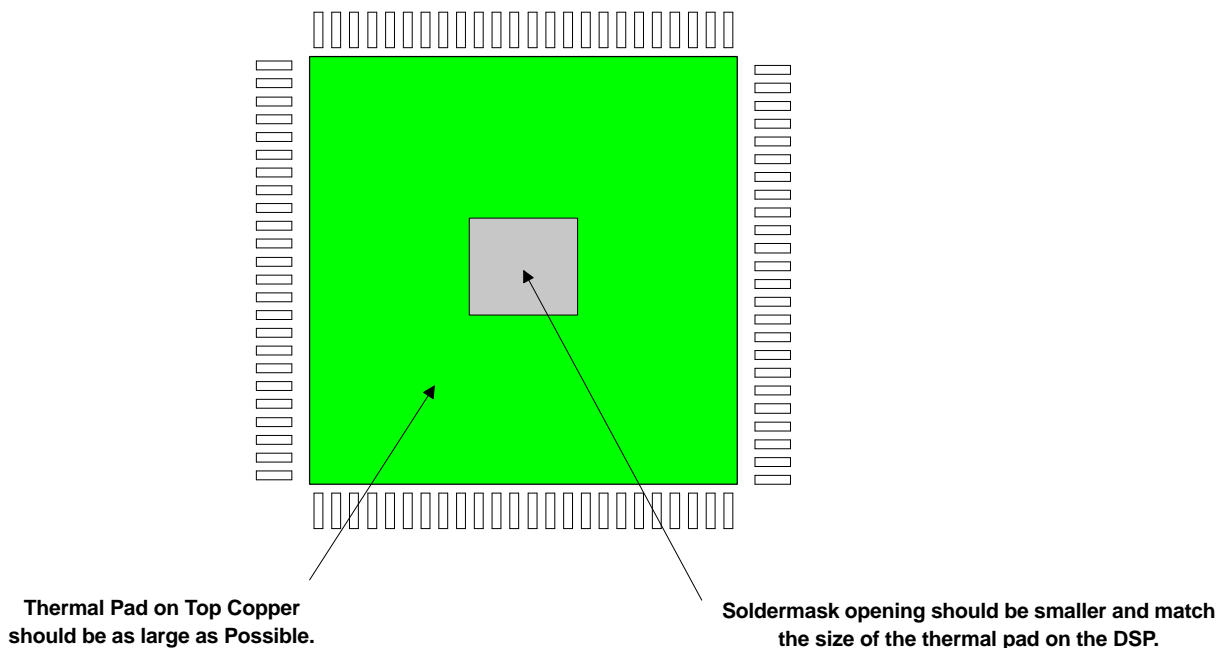 Thermal Pad on Top Copper
should be as large as Possible.
Soldermask opening should be smaller and match
the size of the thermal pad on the DSP.